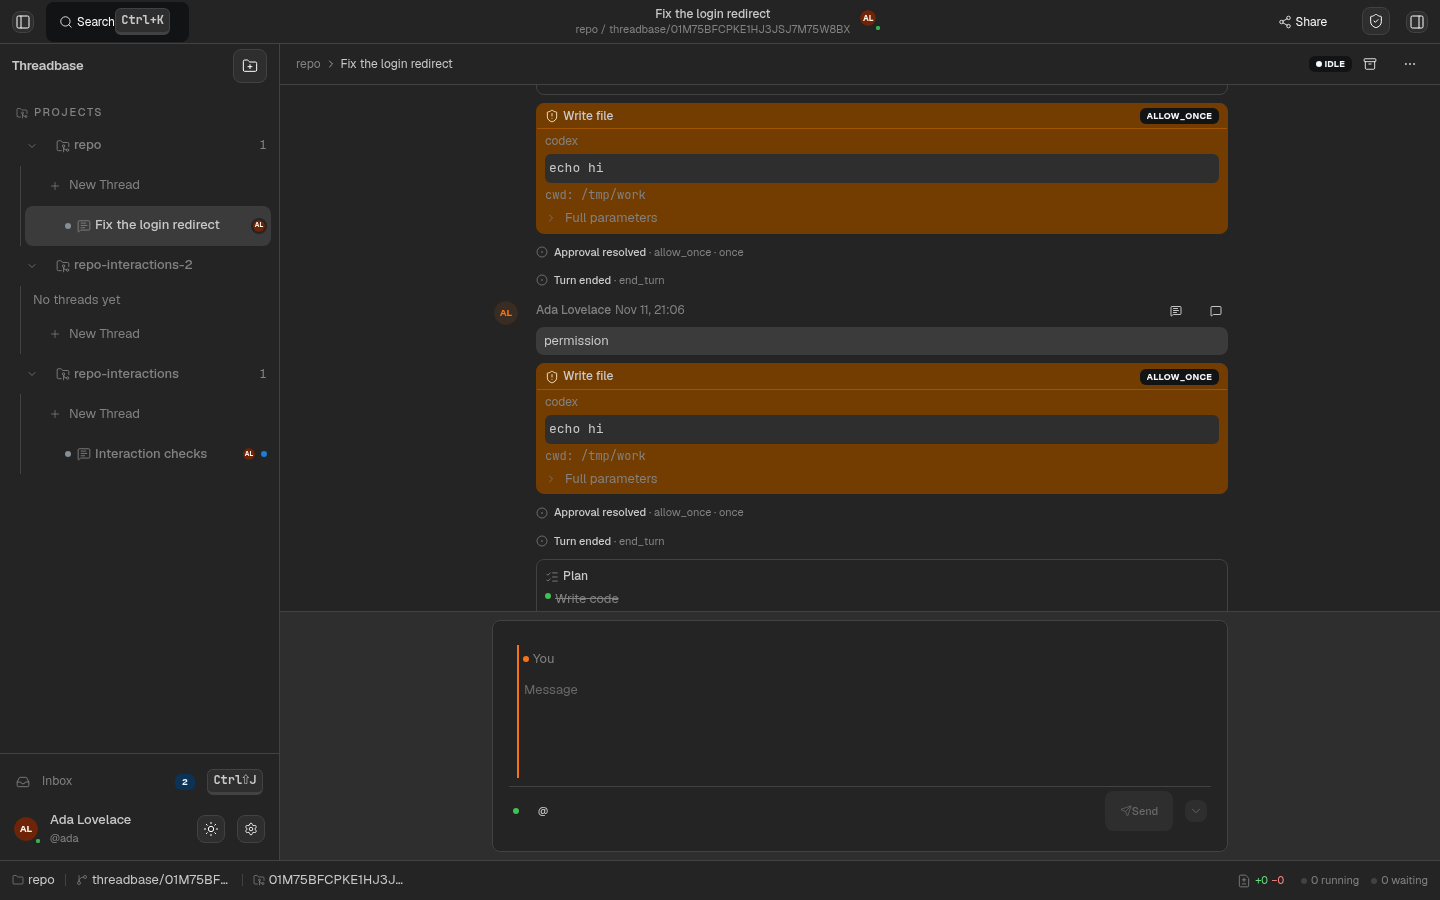 Search Ctrl+K
Fix the login redirect
repo / threadbase/01M75BFCPKE1HJ3JSJ7M75W8BX
AL
Share
Threadbase
PROJECTS
repo 1
New Thread
Fix the login redirect AL
repo-interactions-2
No threads yet
New Thread
repo-interactions 1
New Thread
Interaction checks AL
Inbox 2 Ctrl⇧J
AL Ada Lovelace
@ada
repo > Fix the login redirect
IDLE
Write file ALLOW_ONCE
codex
echo hi
cwd: /tmp/work
Full parameters
Approval resolved · allow_once · once
Turn ended · end_turn
AL Ada Lovelace Nov 11, 21:06
permission
Write file ALLOW_ONCE
codex
echo hi
cwd: /tmp/work
Full parameters
Approval resolved · allow_once · once
Turn ended · end_turn
Plan
Write code
You
Message
@
Send
repo threadbase/01M75BF... 01M75BFCPKE1HJ3J...
+0 −0 0 running 0 waiting